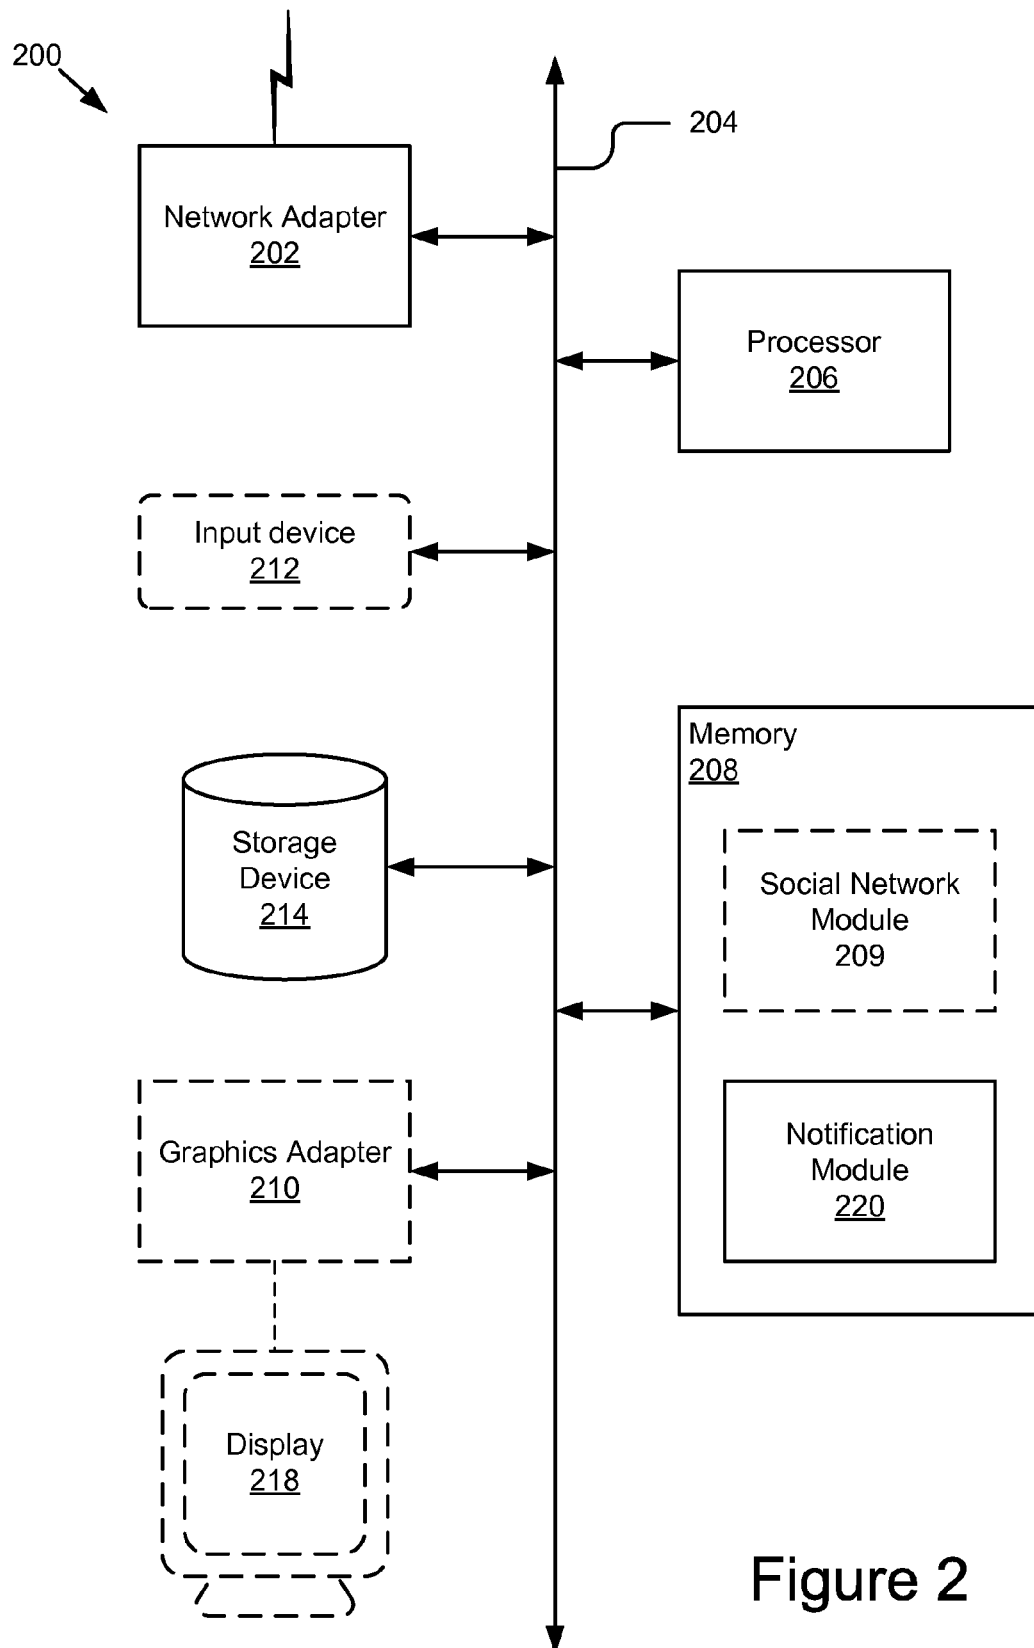 200
204
Network Adapter
202
Processor
206
Input device
212
Memory
208
Storage
Device
214
Social Network
Module
209
Graphics Adapter
210
Notification
Module
220
Display
218
Figure 2